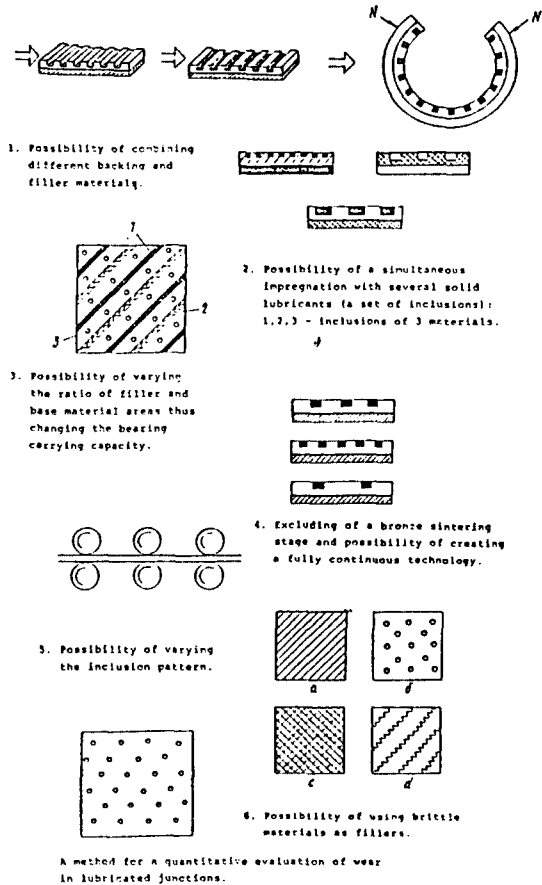 N
N
1. Possibility of combining
different backing and
filler materials.
1
2
3
2. Possibility of a simultaneous
impregnation with several solid
lubricants (a set of inclusions):
1,2,3 - inclusions of 3 materials.
3. Possibility of varying
the ratio of filler and
base material areas thus
changing the bearing
carrying capacity.
4. Excluding of a bronze sintering
stage and possibility of creating
a fully continuous technology.
5. Possibility of varying
the inclusion pattern.
a
d
c
d
6. Possibility of using brittle
materials as fillers.
A method for a quantitative evaluation of wear
in lubricated junctions.